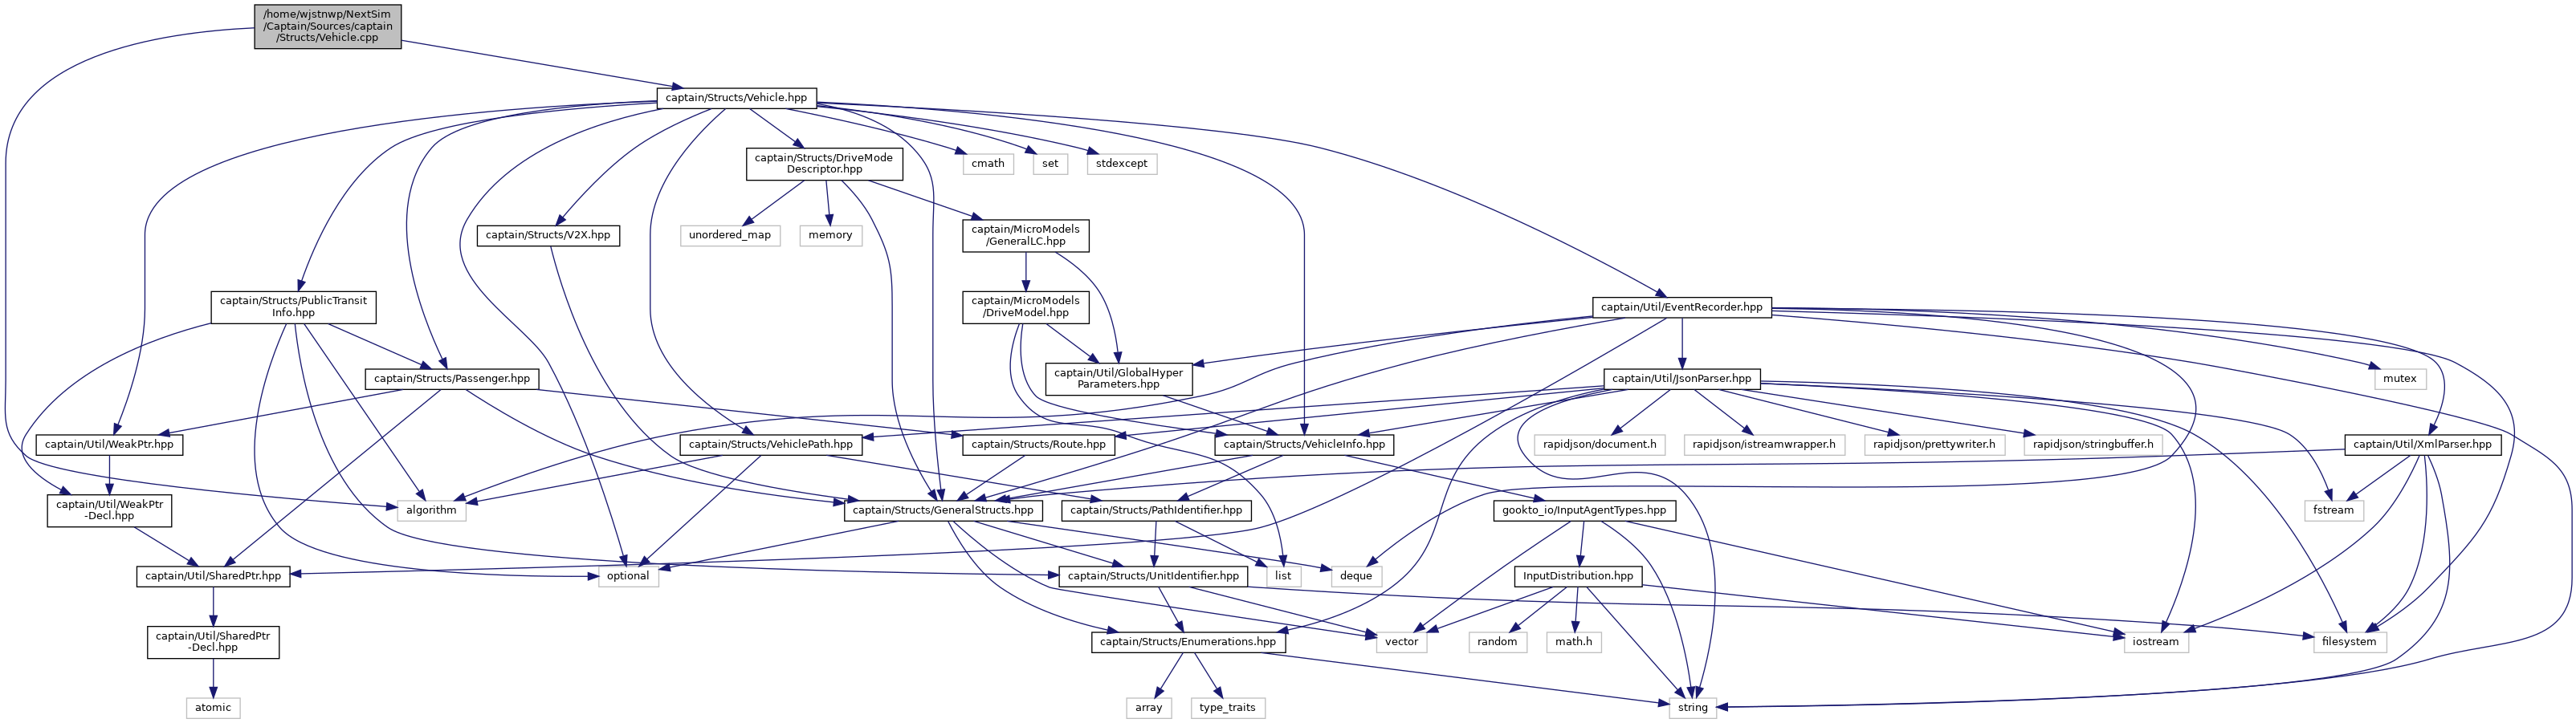 /home/wjstnwp/NextSim
/Captain/Sources/captain
/Structs/Vehicle.cpp
captain/Structs/Vehicle.hpp
captain/Structs/DriveMode
Descriptor.hpp
cmath
set
stdexcept
captain/Structs/V2X.hpp
unordered_map
memory
captain/MicroModels
/GeneralLC.hpp
captain/Structs/PublicTransit
Info.hpp
captain/MicroModels
/DriveModel.hpp
captain/Util/EventRecorder.hpp
captain/Structs/Passenger.hpp
captain/Util/GlobalHyper
Parameters.hpp
captain/Util/JsonParser.hpp
mutex
captain/Util/WeakPtr.hpp
captain/Structs/VehiclePath.hpp
captain/Structs/Route.hpp
captain/Structs/VehicleInfo.hpp
rapidjson/document.h
rapidjson/istreamwrapper.h
rapidjson/prettywriter.h
rapidjson/stringbuffer.h
captain/Util/XmlParser.hpp
captain/Util/WeakPtr
-Decl.hpp
algorithm
captain/Structs/GeneralStructs.hpp
captain/Structs/PathIdentifier.hpp
gookto_io/InputAgentTypes.hpp
fstream
captain/Util/SharedPtr.hpp
optional
captain/Structs/UnitIdentifier.hpp
list
deque
InputDistribution.hpp
captain/Util/SharedPtr
-Decl.hpp
captain/Structs/Enumerations.hpp
vector
random
math.h
iostream
filesystem
atomic
array
type_traits
string